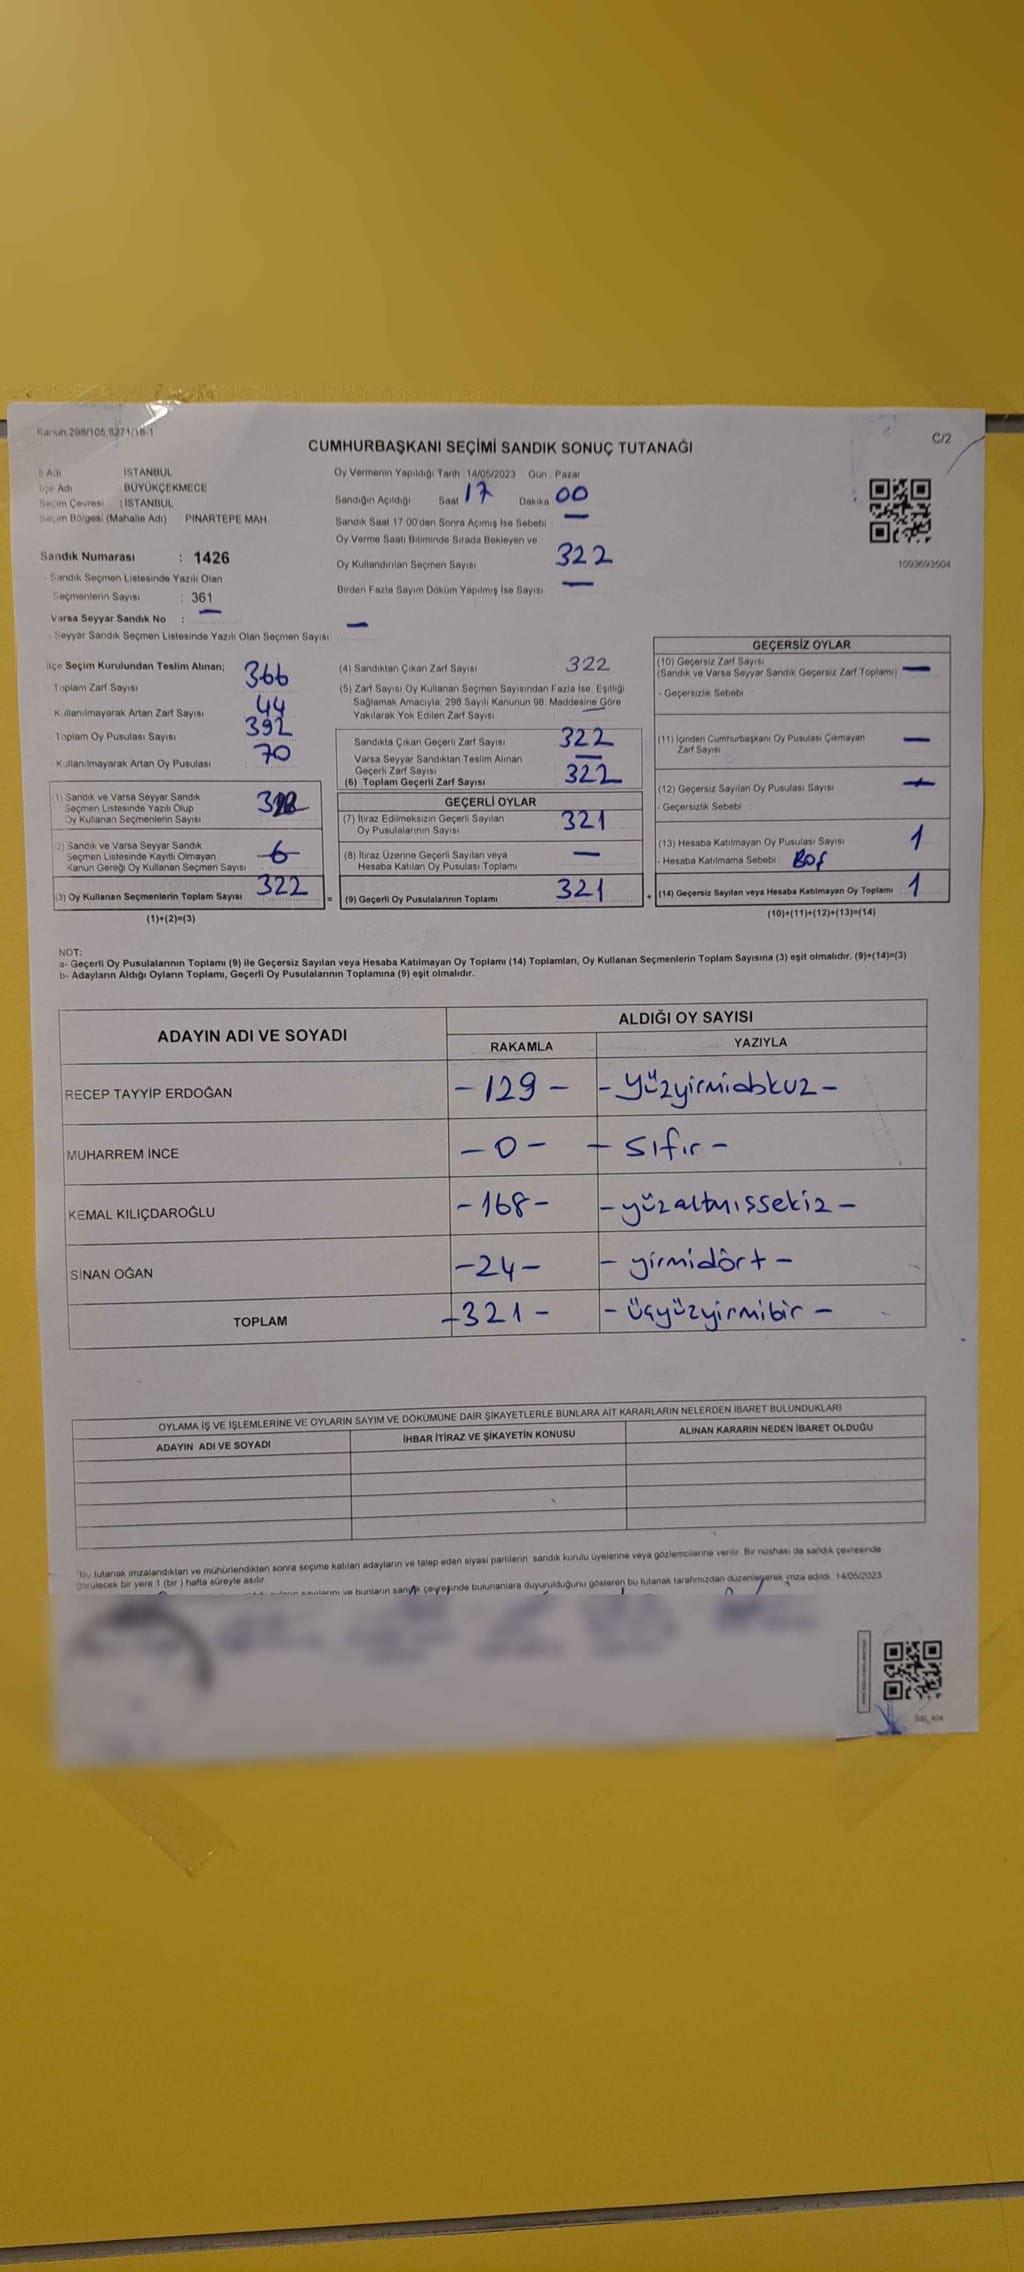 Kanun 298/105,6271/18-1
C/2
CUMHURBAŞKANI SEÇİMİ SANDIK SONUÇ TUTANAĞI
İl Adı : İSTANBUL
İlçe Adı : BÜYÜKÇEKMECE
Seçim Çevresi : İSTANBUL
Seçim Bölgesi (Mahalle Adı) : PINARTEPE MAH.
Sandık Numarası : 1426
- Sandık Seçmen Listesinde Yazılı Olan
Seçmenlerin Sayısı : 361
Varsa Seyyar Sandık No : —
- Seyyar Sandık Seçmen Listesinde Yazılı Olan Seçmen Sayısı: —
Oy Vermenin Yapıldığı Tarih : 14/05/2023 Gün : Pazar
Sandığın Açıldığı Saat 17 Dakika 00
Sandık Saat 17.00'den Sonra Açımış İse Sebebi —
Oy Verme Saati Bitiminde Sırada Bekleyen ve
Oy Kullandırılan Seçmen Sayısı 322
Birden Fazla Sayım Döküm Yapılmış İse Sayısı —
1093693504
İlçe Seçim Kurulundan Teslim Alınan;
Toplam Zarf Sayısı 366
- Kullanılmayarak Artan Zarf Sayısı 44
- Toplam Oy Pusulası Sayısı 392
- Kullanılmayarak Artan Oy Pusulası 70
(1) Sandık ve Varsa Seyyar Sandık
Seçmen Listesinde Yazılı Olup
Oy Kullanan Seçmenlerin Sayısı
(2) Sandık ve Varsa Seyyar Sandık
Seçmen Listesinde Kayıtlı Olmayan
Kanun Gereği Oy Kullanan Seçmen Sayısı
(3) Oy Kullanan Seçmenlerin Toplam Sayısı 322
(1)+(2)=(3)
(4) Sandıktan Çıkan Zarf Sayısı 322
(5) Zarf Sayısı Oy Kullanan Seçmen Sayısından Fazla İse, Eşitliği
Sağlamak Amacıyla; 298 Sayılı Kanunun 98. Maddesine Göre
Yakılarak Yok Edilen Zarf Sayısı —
Sandıkta Çıkan Geçerli Zarf Sayısı 322
Varsa Seyyar Sandıktan Teslim Alınan
Geçerli Zarf Sayısı —
(6) Toplam Geçerli Zarf Sayısı 322
GEÇERLİ OYLAR
(7) İtiraz Edilmeksizin Geçerli Sayılan
Oy Pusulalarının Sayısı 321
(8) İtiraz Üzerine Geçerli Sayılan veya
Hesaba Katılan Oy Pusulası Toplamı —
= (9) Geçerli Oy Pusulalarının Toplamı 321
GEÇERSİZ OYLAR
(10) Geçersiz Zarf Sayısı
(Sandık ve Varsa Seyyar Sandık Geçersiz Zarf Toplamı) —
- Geçersizlik Sebebi :
(11) İçinden Cumhurbaşkanı Oy Pusulası Çıkmayan
Zarf Sayısı —
(12) Geçersiz Sayılan Oy Pusulası Sayısı —
- Geçersizlik Sebebi :
(13) Hesaba Katılmayan Oy Pusulası Sayısı 1
- Hesaba Katılmama Sebebi : Boş
+ (14) Geçersiz Sayılan veya Hesaba Katılmayan Oy Toplamı : 1
(10)+(11)+(12)+(13)=(14)
NOT:
a- Geçerli Oy Pusulalarının Toplamı (9) ile Geçersiz Sayılan veya Hesaba Katılmayan Oy Toplamı (14) Toplamları, Oy Kullanan Seçmenlerin Toplam Sayısına (3) eşit olmalıdır. (9)+(14)=(3)
b- Adayların Aldığı Oyların Toplamı, Geçerli Oy Pusulalarının Toplamına (9) eşit olmalıdır.
ADAYIN ADI VE SOYADI
ALDIĞI OY SAYISI
RAKAMLA YAZIYLA
RECEP TAYYİP ERDOĞAN - 129 - - Yüzyirmidokuz -
MUHARREM İNCE - 0 - - Sıfır -
KEMAL KILIÇDAROĞLU - 168 - - yüzaltmışsekiz -
SİNAN OĞAN - 24 - - yirmidört -
TOPLAM - 321 - - üçyüzyirmibir -
OYLAMA İŞ VE İŞLEMLERİNE VE OYLARIN SAYIM VE DÖKÜMÜNE DAİR ŞİKAYETLERLE BUNLARA AİT KARARLARIN NELERDEN İBARET BULUNDUKLARI
ADAYIN ADI VE SOYADI İHBAR İTİRAZ VE ŞİKAYETİN KONUSU ALINAN KARARIN NEDEN İBARET OLDUĞU
*Bu tutanak imzalandıktan ve mühürlendikten sonra seçime katılan adayların ve talep eden siyasi partilerin sandık kurulu üyelerine veya gözlemcilerine verilir. Bir nüshası da sandık çevresinde
görülecek bir yere 1 (bir) hafta süreyle asılır.
ve bunların sandık çevresinde bulunanlara duyurulduğunu gösteren bu tutanak tarafımızdan düzenlenerek imza edildi. 14/05/2023